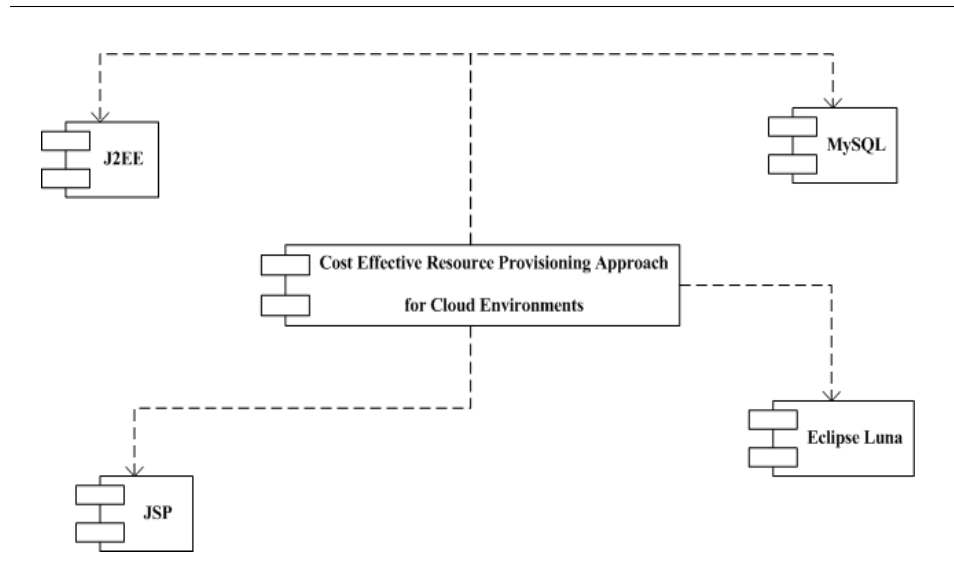 J2EE
MySQL
Cost Effective Resource Provisioning Approach
for Cloud Environments
Eclipse Luna
JSP